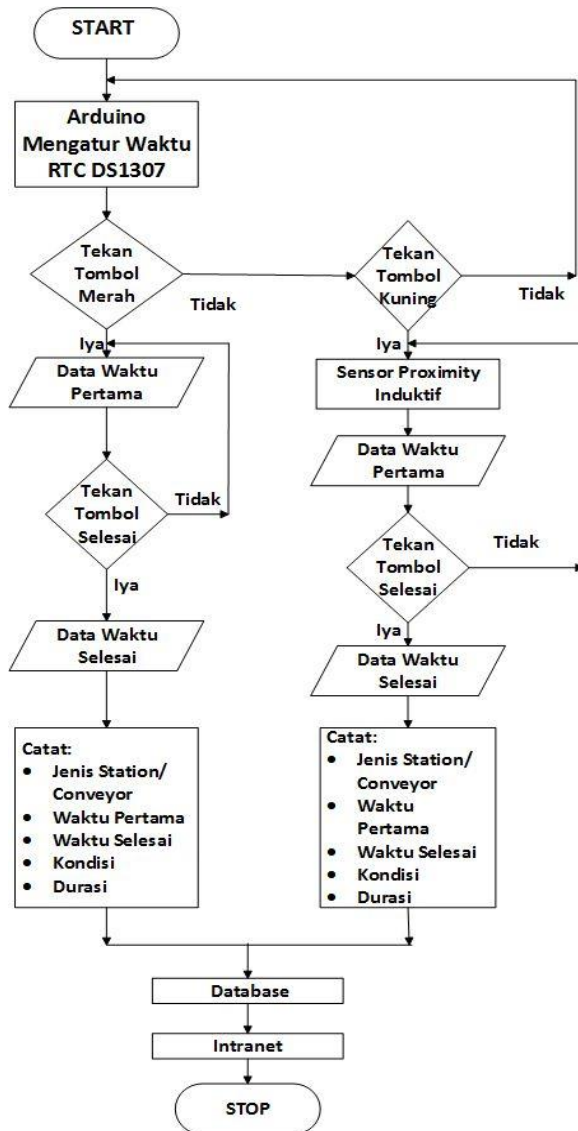 START
Arduino
Mengatur Waktu
RTC DS1307
Tekan
Tombol
Merah
Tidak
Tekan
Tombol
Kuning
Tidak
Iya
Data Waktu
Pertama
Tekan
Tombol
Selesai
Tidak
Iya
Data Waktu
Selesai
Catat:
• Jenis Station/
Conveyor
• Waktu Pertama
• Waktu Selesai
• Kondisi
• Durasi
Iya
Sensor Proximity
Induktif
Data Waktu
Pertama
Tekan
Tombol
Selesai
Tidak
Iya
Data Waktu
Selesai
Catat:
• Jenis Station/
Conveyor
• Waktu
Pertama
• Waktu Selesai
• Kondisi
• Durasi
Database
Intranet
STOP